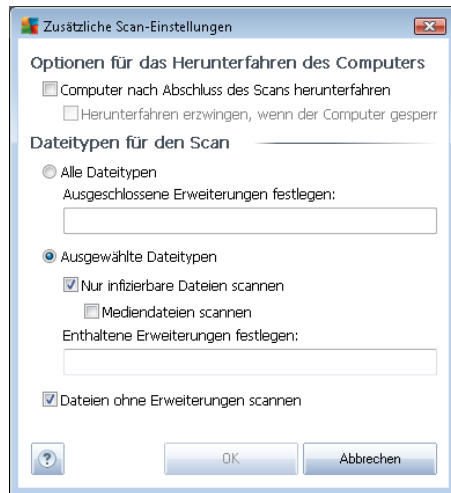 Zusätzliche Scan-Einstellungen
Optionen für das Herunterfahren des Computers
Computer nach Abschluss des Scans herunterfahren
Herunterfahren erzwingen, wenn der Computer gesperr
Dateitypen für den Scan
Alle Dateitypen
Ausgeschlossene Erweiterungen festlegen:
Ausgewählte Dateitypen
Nur infizierbare Dateien scannen
Mediendateien scannen
Enthaltene Erweiterungen festlegen:
Dateien ohne Erweiterungen scannen
? OK Abbrechen